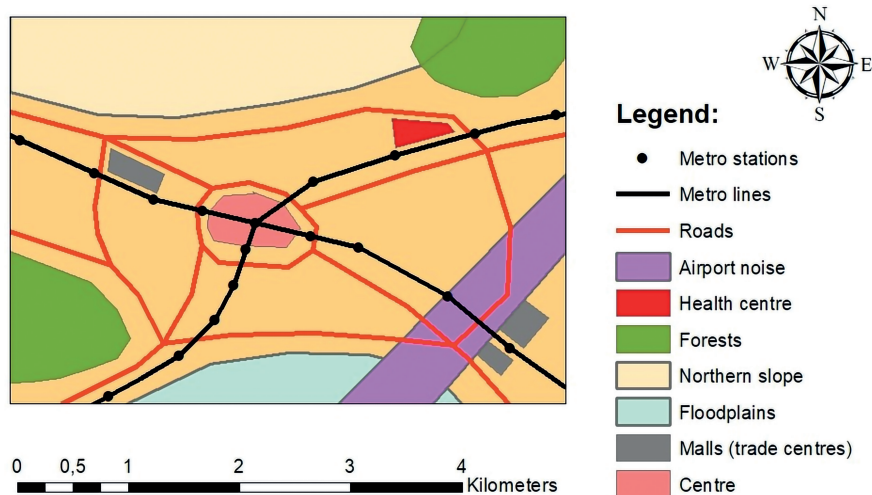 N
W E
S
Legend:
Metro stations
Metro lines
Roads
Airport noise
Health centre
Forests
Northern slope
Floodplains
Malls (trade centres)
Centre
0 0,5 1 2 3 4
Kilometers